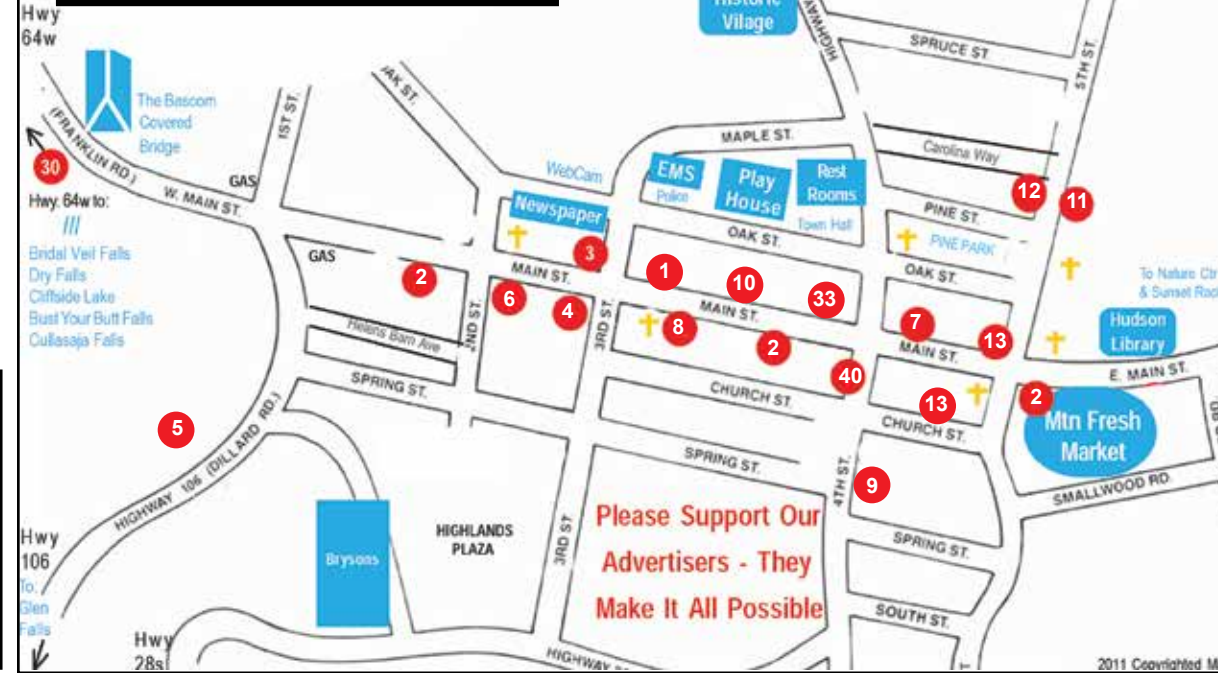 Hwy
64w
The Bascom
Covered
Bridge
(FRANKLIN RD.)
30
Hwy. 64w to:
///
Bridal Veil Falls
Dry Falls
Cliffside Lake
Bust Your Butt Falls
Cullasaja Falls
1ST ST.
GAS
W. MAIN ST.
GAS
2
Helens Barn Ave
SPRING ST.
2ND ST.
OAK ST.
WebCam
Newspaper
3
MAIN ST.
6
4
3RD ST.
Historic
Vilage
HIGHWAY
SPRUCE ST.
5TH ST.
MAPLE ST.
Carolina Way
EMS
Police
Play
House
Rest
Rooms
Town Hall
12
11
PINE ST.
PINE PARK
OAK ST.
OAK ST.
1
10
33
MAIN ST.
8
2
40
7
13
MAIN ST.
To Nature Ctr
& Sunset Roc
Hudson
Library
E. MAIN ST.
2
Mtn Fresh
Market
SMALLWOOD RD.
RD.
CHURCH ST.
13
CHURCH ST.
SPRING ST.
4TH ST.
9
SPRING ST.
SOUTH ST.
5
HIGHWAY 106 (DILLARD RD.)
Hwy
106
To:
Glen
Falls
Brysons
HIGHLANDS
PLAZA
3RD ST
Please Support Our
Advertisers - They
Make It All Possible
Hwy
28s
HIGHWAY
2011 Copyrighted M